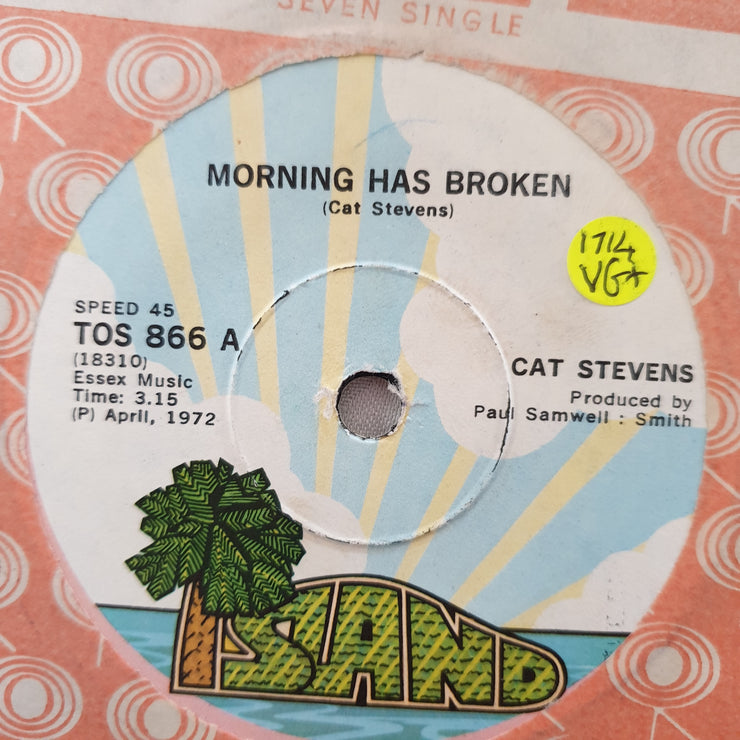 SEVEN SINGLE
MORNING HAS BROKEN
(Cat Stevens)
1714
VG+
SPEED 45
TOS 866 A
(18310)
Essex Music
Time: 3.15
(P) April, 1972
CAT STEVENS
Produced by
Paul Samwell : Smith
ISLAND